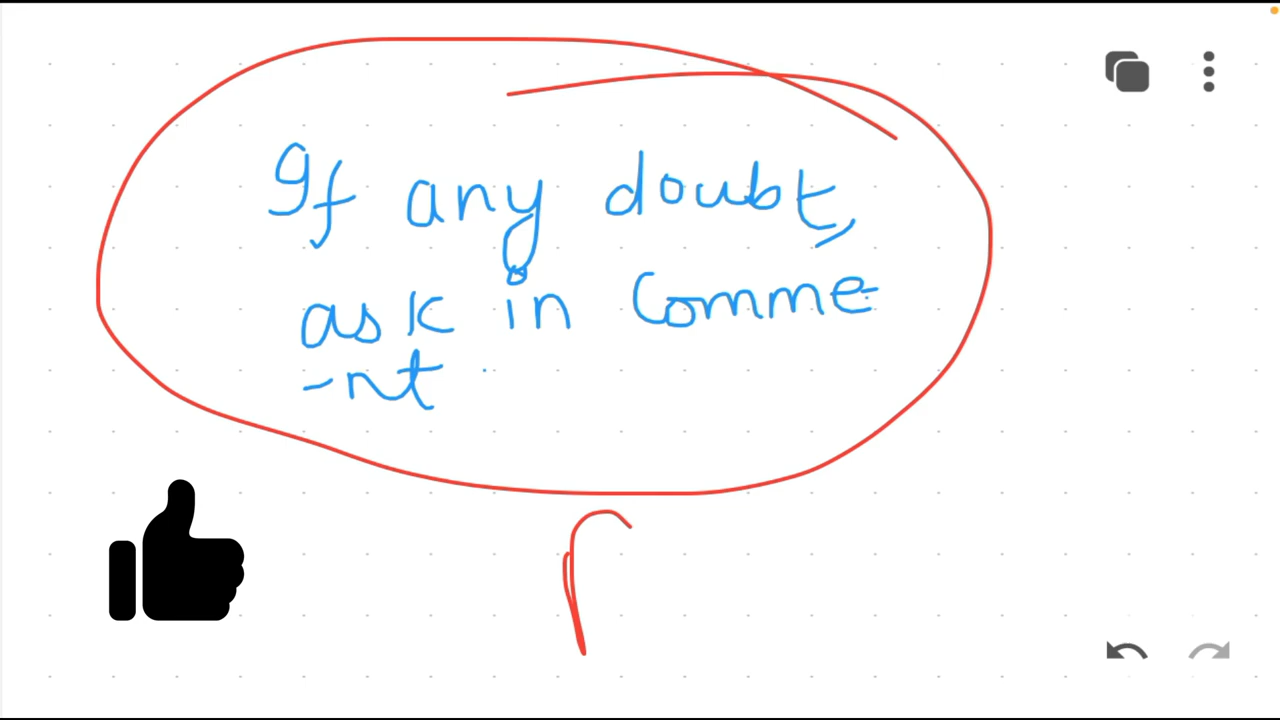 If any doubt,
ask in Comme-
-nt